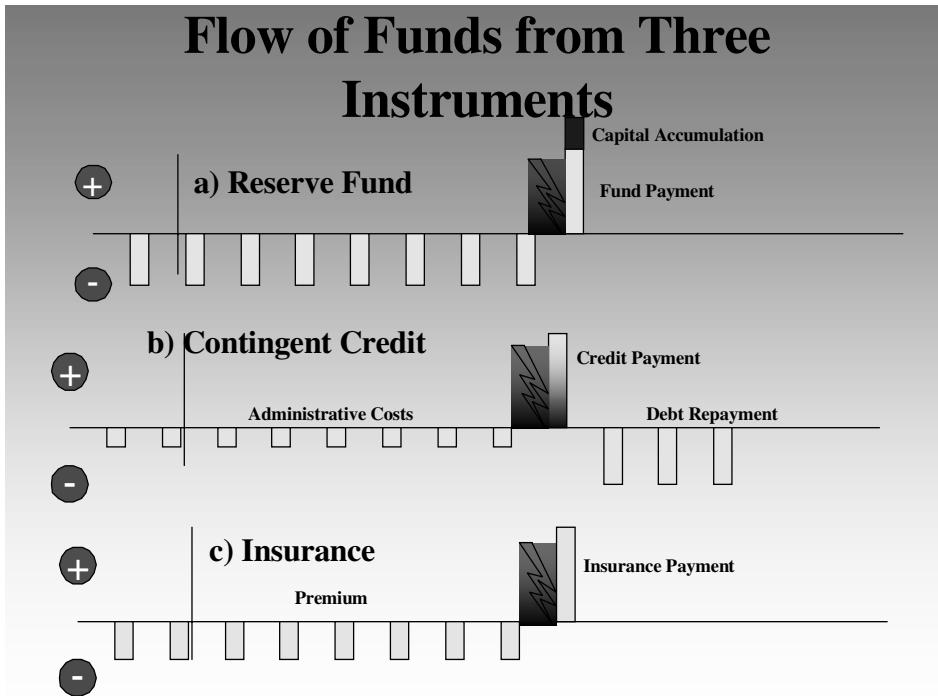 Flow of Funds from Three
Instruments
Capital Accumulation
+
a) Reserve Fund
Fund Payment
-
b) Contingent Credit
Credit Payment
+
Administrative Costs
Debt Repayment
-
c) Insurance
+
Insurance Payment
Premium
-